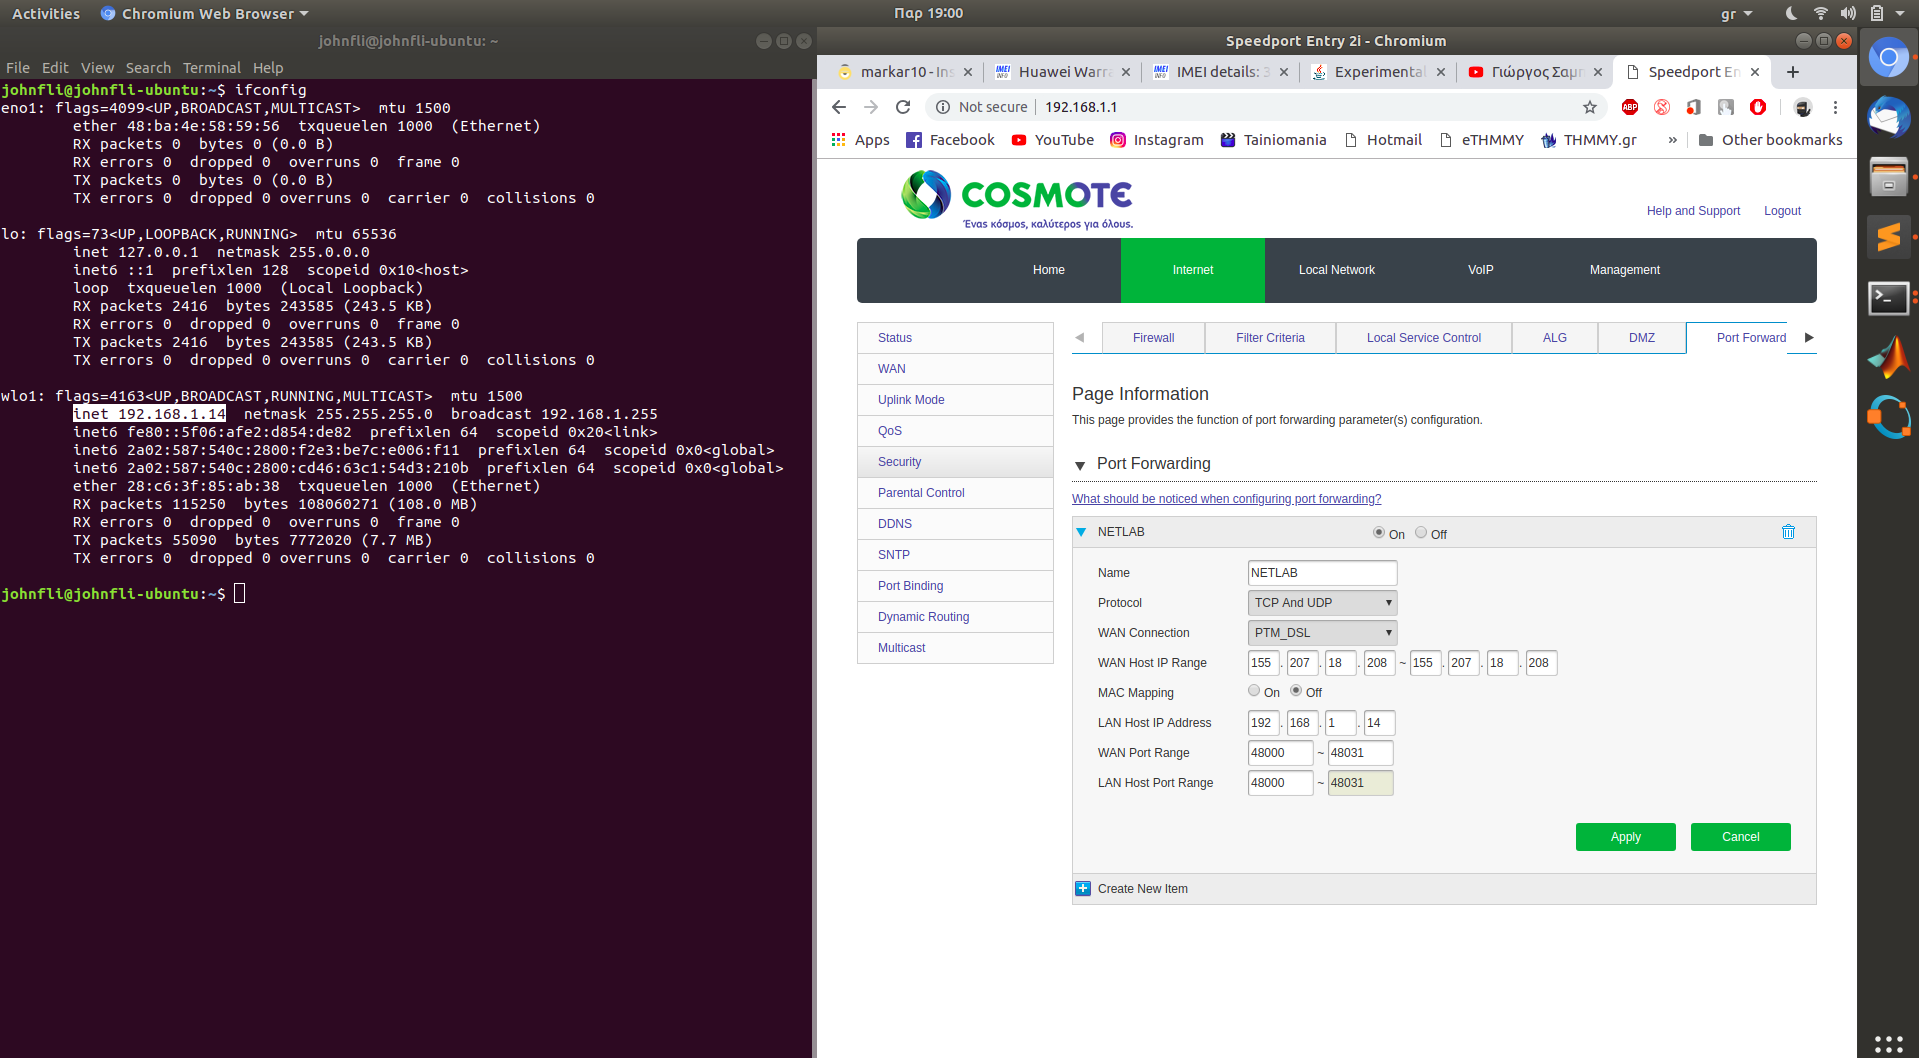 Activities Chromium Web Browser Παρ 19:00 gr
johnfli@johnfli-ubuntu: ~
File Edit View Search Terminal Help
johnfli@johnfli-ubuntu:~$ ifconfig
eno1: flags=4099<UP,BROADCAST,MULTICAST>  mtu 1500
        ether 48:ba:4e:58:59:56  txqueuelen 1000  (Ethernet)
        RX packets 0  bytes 0 (0.0 B)
        RX errors 0  dropped 0  overruns 0  frame 0
        TX packets 0  bytes 0 (0.0 B)
        TX errors 0  dropped 0 overruns 0  carrier 0  collisions 0
lo: flags=73<UP,LOOPBACK,RUNNING>  mtu 65536
        inet 127.0.0.1  netmask 255.0.0.0
        inet6 ::1  prefixlen 128  scopeid 0x10<host>
        loop  txqueuelen 1000  (Local Loopback)
        RX packets 2416  bytes 243585 (243.5 KB)
        RX errors 0  dropped 0  overruns 0  frame 0
        TX packets 2416  bytes 243585 (243.5 KB)
        TX errors 0  dropped 0 overruns 0  carrier 0  collisions 0
wlo1: flags=4163<UP,BROADCAST,RUNNING,MULTICAST>  mtu 1500
        inet 192.168.1.14  netmask 255.255.255.0  broadcast 192.168.1.255
        inet6 fe80::5f06:afe2:d854:de82  prefixlen 64  scopeid 0x20<link>
        inet6 2a02:587:540c:2800:f2e3:be7c:e006:f11  prefixlen 64  scopeid 0x0<global>
        inet6 2a02:587:540c:2800:cd46:63c1:54d3:210b  prefixlen 64  scopeid 0x0<global>
        ether 28:c6:3f:85:ab:38  txqueuelen 1000  (Ethernet)
        RX packets 115250  bytes 108060271 (108.0 MB)
        RX errors 0  dropped 0  overruns 0  frame 0
        TX packets 55090  bytes 7772020 (7.7 MB)
        TX errors 0  dropped 0 overruns 0  carrier 0  collisions 0
johnfli@johnfli-ubuntu:~$
Speedport Entry 2i - Chromium
markar10 - Ins Huawei Warra IMEI details: 3 Experimental Γιώργος Σαμπ Speedport En
Not secure 192.168.1.1
Apps Facebook YouTube Instagram Tainiomania Hotmail eTHMMY THMMY.gr » Other bookmarks
COSMOTE
Ένας κόσμος, καλύτερος για όλους.
Help and Support Logout
Home Internet Local Network VoIP Management
Status
WAN
Uplink Mode
QoS
Security
Parental Control
DDNS
SNTP
Port Binding
Dynamic Routing
Multicast
Firewall Filter Criteria Local Service Control ALG DMZ Port Forward
Page Information
This page provides the function of port forwarding parameter(s) configuration.
Port Forwarding
What should be noticed when configuring port forwarding?
NETLAB On Off
Name NETLAB
Protocol TCP And UDP
WAN Connection PTM_DSL
WAN Host IP Range 155 . 207 . 18 . 208 ~ 155 . 207 . 18 . 208
MAC Mapping On Off
LAN Host IP Address 192 . 168 . 1 . 14
WAN Port Range 48000 ~ 48031
LAN Host Port Range 48000 ~ 48031
Apply Cancel
Create New Item